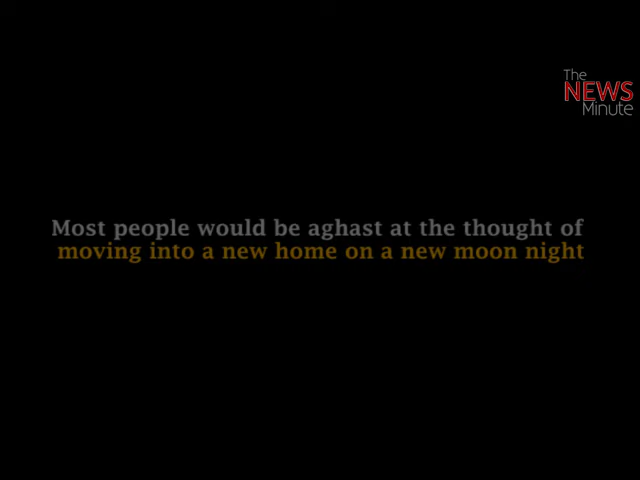 The
NEWS
Minute
Most people would be aghast at the thought of
moving into a new home on a new moon night